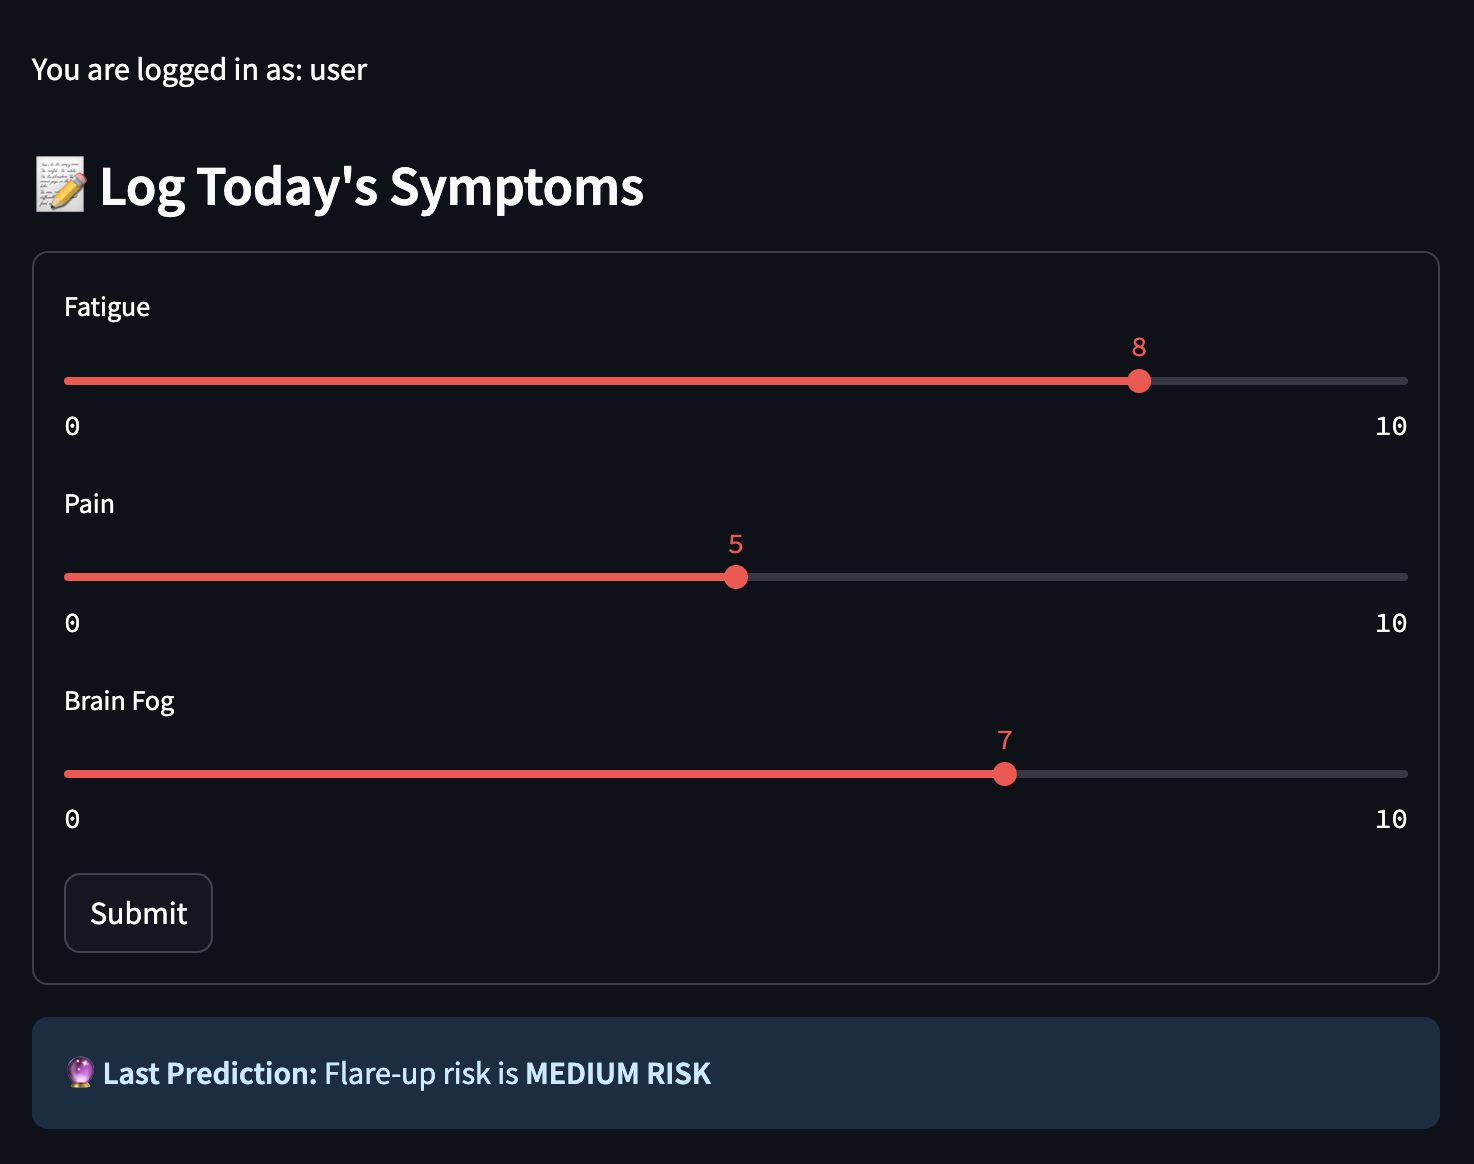 You are logged in as: user
Log Today's Symptoms
Fatigue
8
0 10
Pain
5
0 10
Brain Fog
7
0 10
Submit
Last Prediction: Flare-up risk is MEDIUM RISK